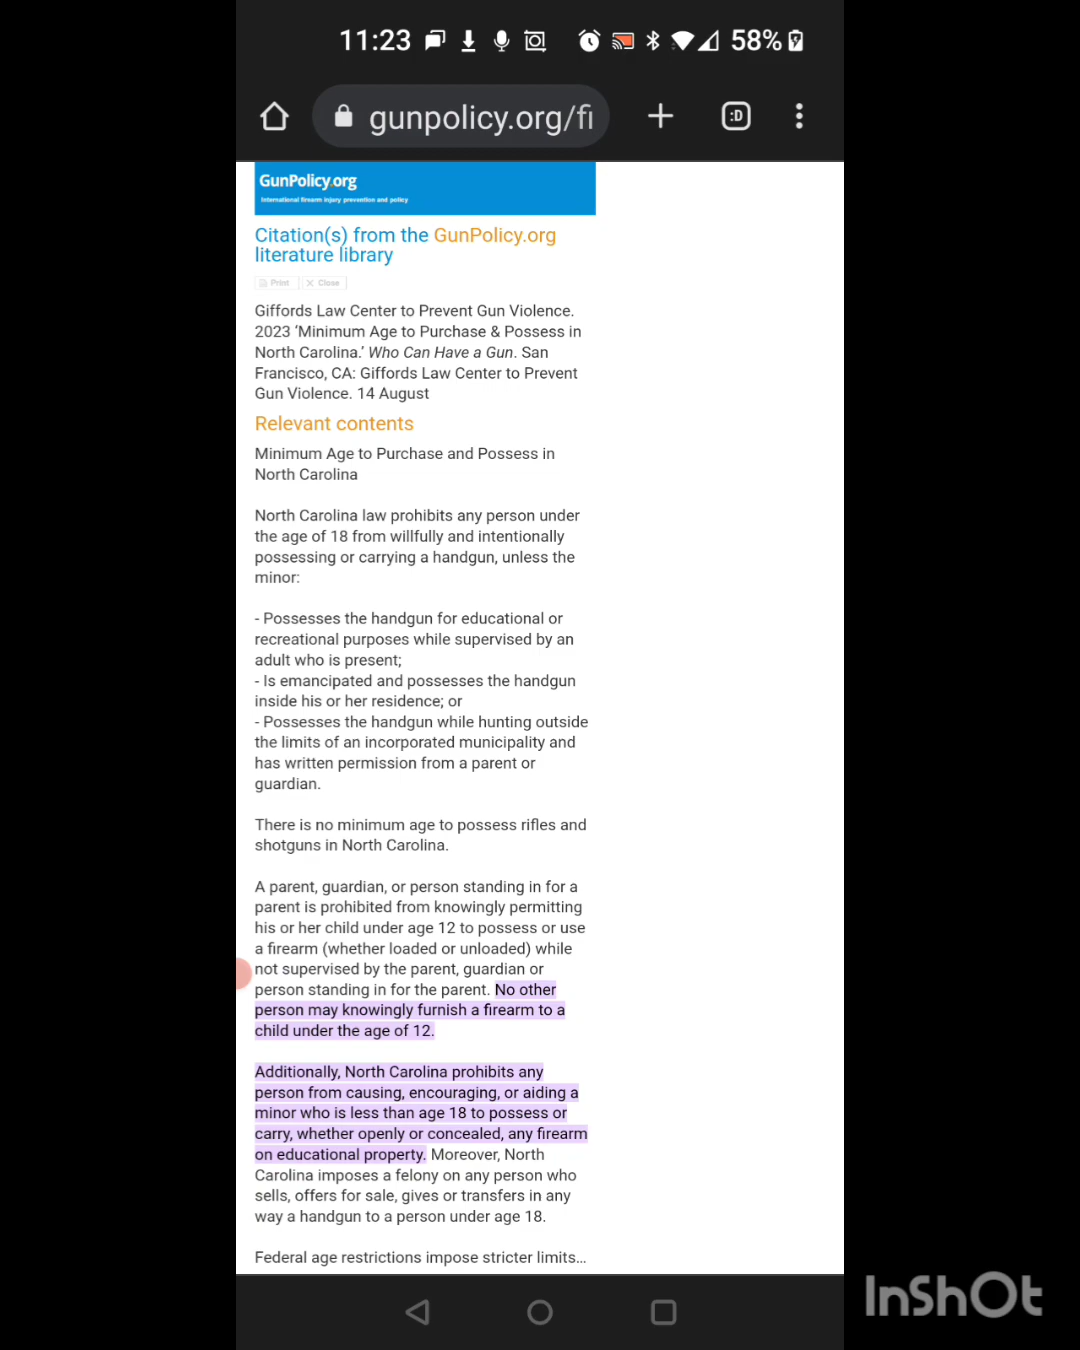 11:23
58%
gunpolicy.org/fi
:D
GunPolicy.org
International firearm injury prevention and policy
Citation(s) from the GunPolicy.org
literature library
Print
Close
Giffords Law Center to Prevent Gun Violence.
2023 ‘Minimum Age to Purchase & Possess in
North Carolina.’ Who Can Have a Gun. San
Francisco, CA: Giffords Law Center to Prevent
Gun Violence. 14 August
Relevant contents
Minimum Age to Purchase and Possess in
North Carolina
North Carolina law prohibits any person under
the age of 18 from willfully and intentionally
possessing or carrying a handgun, unless the
minor:
- Possesses the handgun for educational or
recreational purposes while supervised by an
adult who is present;
- Is emancipated and possesses the handgun
inside his or her residence; or
- Possesses the handgun while hunting outside
the limits of an incorporated municipality and
has written permission from a parent or
guardian.
There is no minimum age to possess rifles and
shotguns in North Carolina.
A parent, guardian, or person standing in for a
parent is prohibited from knowingly permitting
his or her child under age 12 to possess or use
a firearm (whether loaded or unloaded) while
not supervised by the parent, guardian or
person standing in for the parent. No other
person may knowingly furnish a firearm to a
child under the age of 12.
Additionally, North Carolina prohibits any
person from causing, encouraging, or aiding a
minor who is less than age 18 to possess or
carry, whether openly or concealed, any firearm
on educational property. Moreover, North
Carolina imposes a felony on any person who
sells, offers for sale, gives or transfers in any
way a handgun to a person under age 18.
Federal age restrictions impose stricter limits…
InShOt